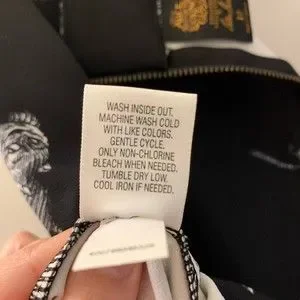 WASH INSIDE OUT.
MACHINE WASH COLD
WITH LIKE COLORS.
GENTLE CYCLE.
ONLY NON-CHLORINE
BLEACH WHEN NEEDED.
TUMBLE DRY LOW.
COOL IRON IF NEEDED.